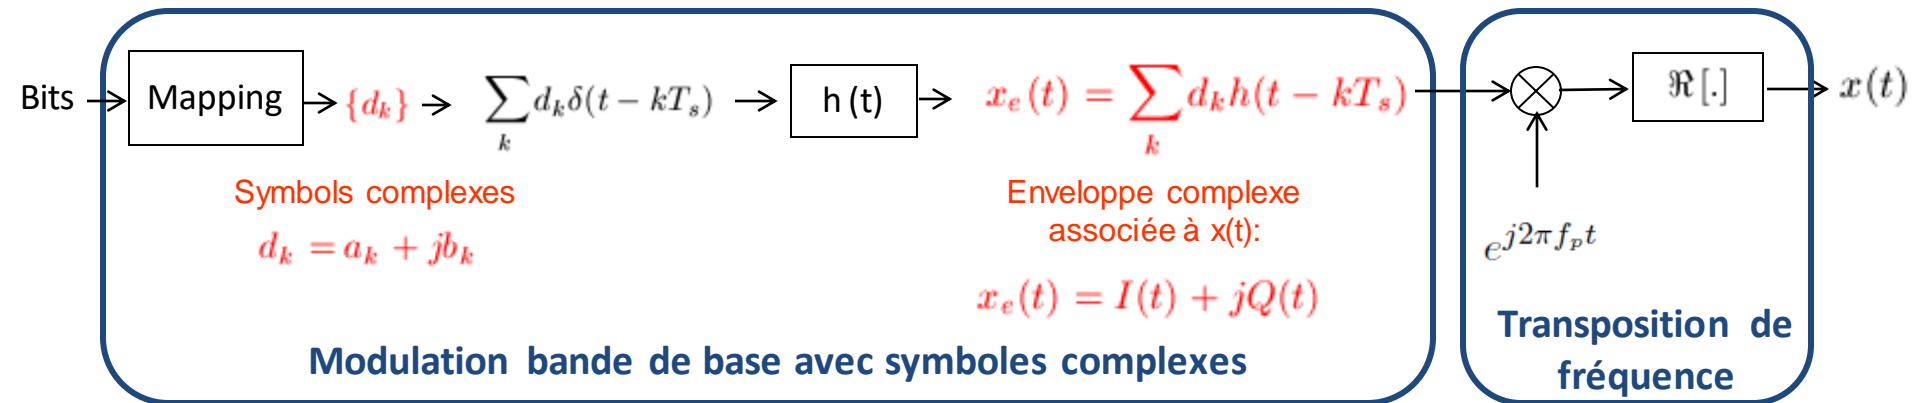 Bits
Mapping
{d_k}
∑_k d_k δ(t − kT_s)
h (t)
x_e(t) = ∑_k d_k h(t − kT_s)
ℜ[.]
x(t)
Symbols complexes
d_k = a_k + jb_k
Enveloppe complexe
associée à x(t):
x_e(t) = I(t) + jQ(t)
e^{j2πf_p t}
Modulation bande de base avec symboles complexes
Transposition de
fréquence